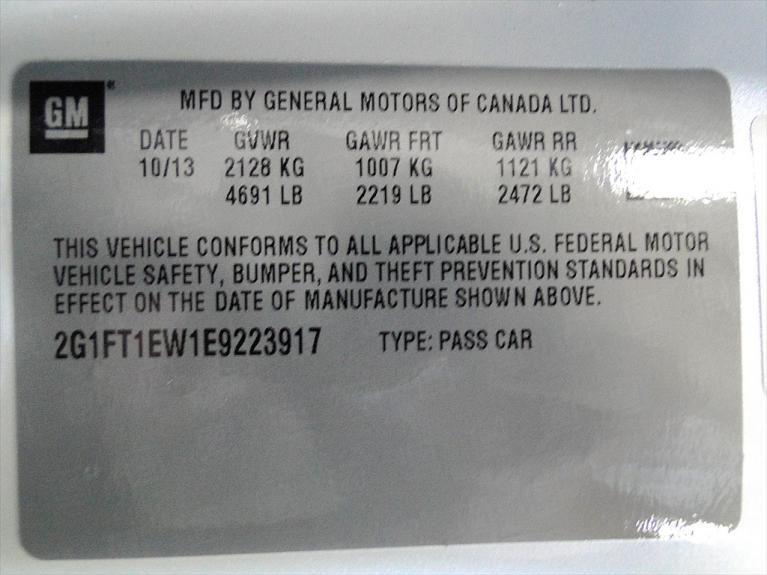 GM®
MFD BY GENERAL MOTORS OF CANADA LTD.
DATE GVWR GAWR FRT GAWR RR
10/13 2128 KG 1007 KG 1121 KG
4691 LB 2219 LB 2472 LB
THIS VEHICLE CONFORMS TO ALL APPLICABLE U.S. FEDERAL MOTOR
VEHICLE SAFETY, BUMPER, AND THEFT PREVENTION STANDARDS IN
EFFECT ON THE DATE OF MANUFACTURE SHOWN ABOVE.
2G1FT1EW1E9223917 TYPE: PASS CAR